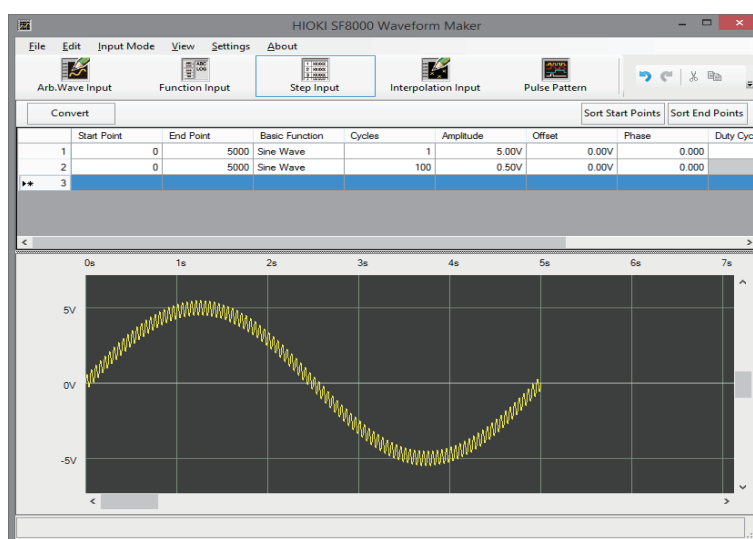 HIOKI SF8000 Waveform Maker
File Edit Input Mode View Settings About
Arb.Wave Input Function Input Step Input Interpolation Input Pulse Pattern
Convert Sort Start Points Sort End Points
Start Point End Point Basic Function Cycles Amplitude Offset Phase Duty Cyc
1 0 5000 Sine Wave 1 5.00V 0.00V 0.000
2 0 5000 Sine Wave 100 0.50V 0.00V 0.000
3
0s 1s 2s 3s 4s 5s 6s 7s
5V
0V
-5V